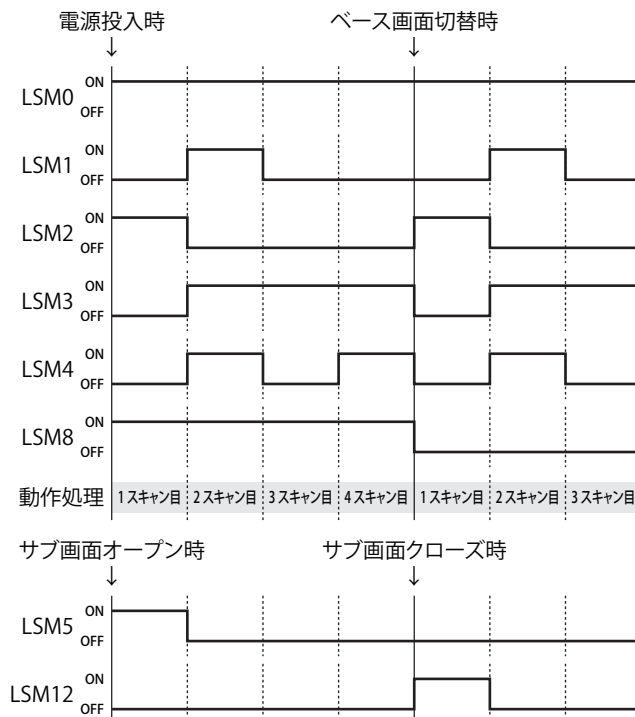 電源投入時 ベース画面切替時
↓ ↓
LSM0 ON OFF
LSM1 ON OFF
LSM2 ON OFF
LSM3 ON OFF
LSM4 ON OFF
LSM8 ON OFF
動作処理 1スキャン目 2スキャン目 3スキャン目 4スキャン目 1スキャン目 2スキャン目 3スキャン目
サブ画面オープン時 サブ画面クローズ時
↓ ↓
LSM5 ON OFF
LSM12 ON OFF